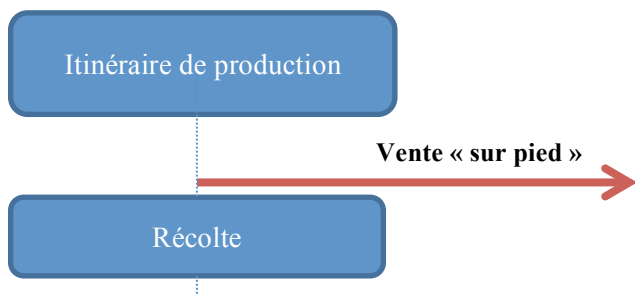 Itinéraire de production
Vente « sur pied »
Récolte